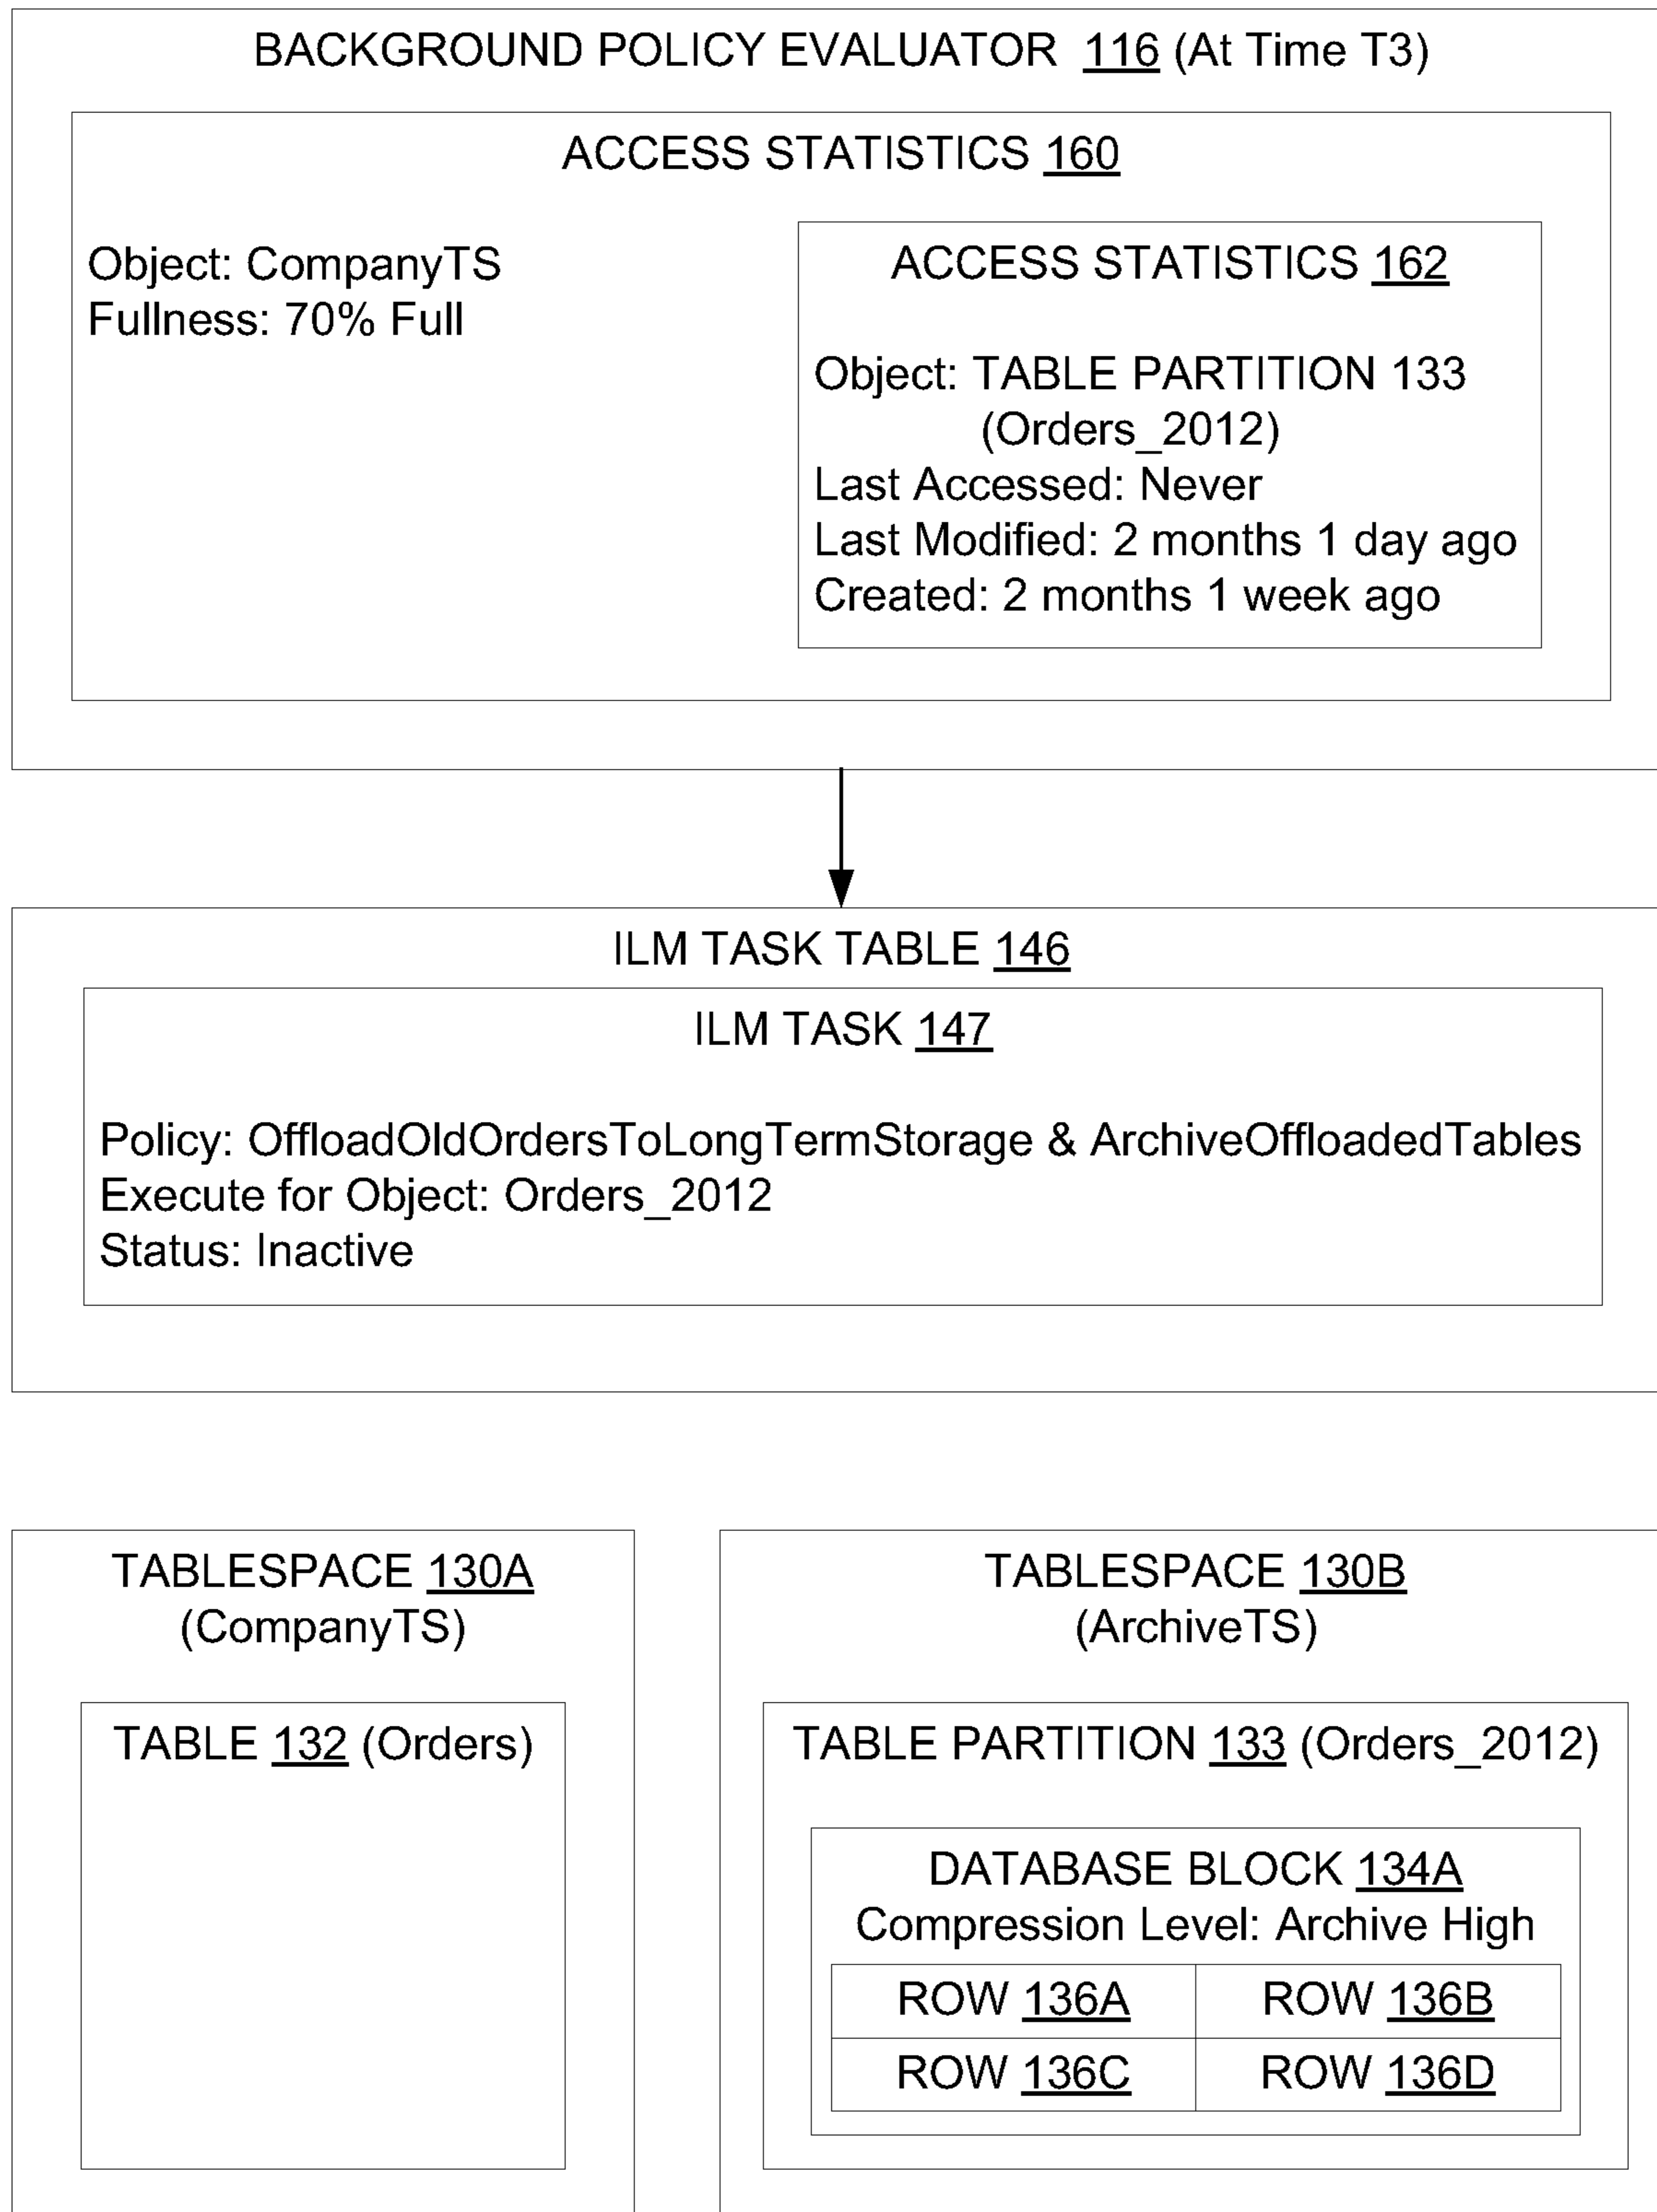 BACKGROUND POLICY EVALUATOR 116 (At Time T3)
ACCESS STATISTICS 160
Object: CompanyTS
Fullness: 70% Full
ACCESS STATISTICS 162
Object: TABLE PARTITION 133
(Orders_2012)
Last Accessed: Never
Last Modified: 2 months 1 day ago
Created: 2 months 1 week ago
ILM TASK TABLE 146
ILM TASK 147
Policy: OffloadOldOrdersToLongTermStorage & ArchiveOffloadedTables
Execute for Object: Orders_2012
Status: Inactive
TABLESPACE 130A
(CompanyTS)
TABLE 132 (Orders)
TABLESPACE 130B
(ArchiveTS)
TABLE PARTITION 133 (Orders_2012)
DATABASE BLOCK 134A
Compression Level: Archive High
ROW 136A
ROW 136B
ROW 136C
ROW 136D